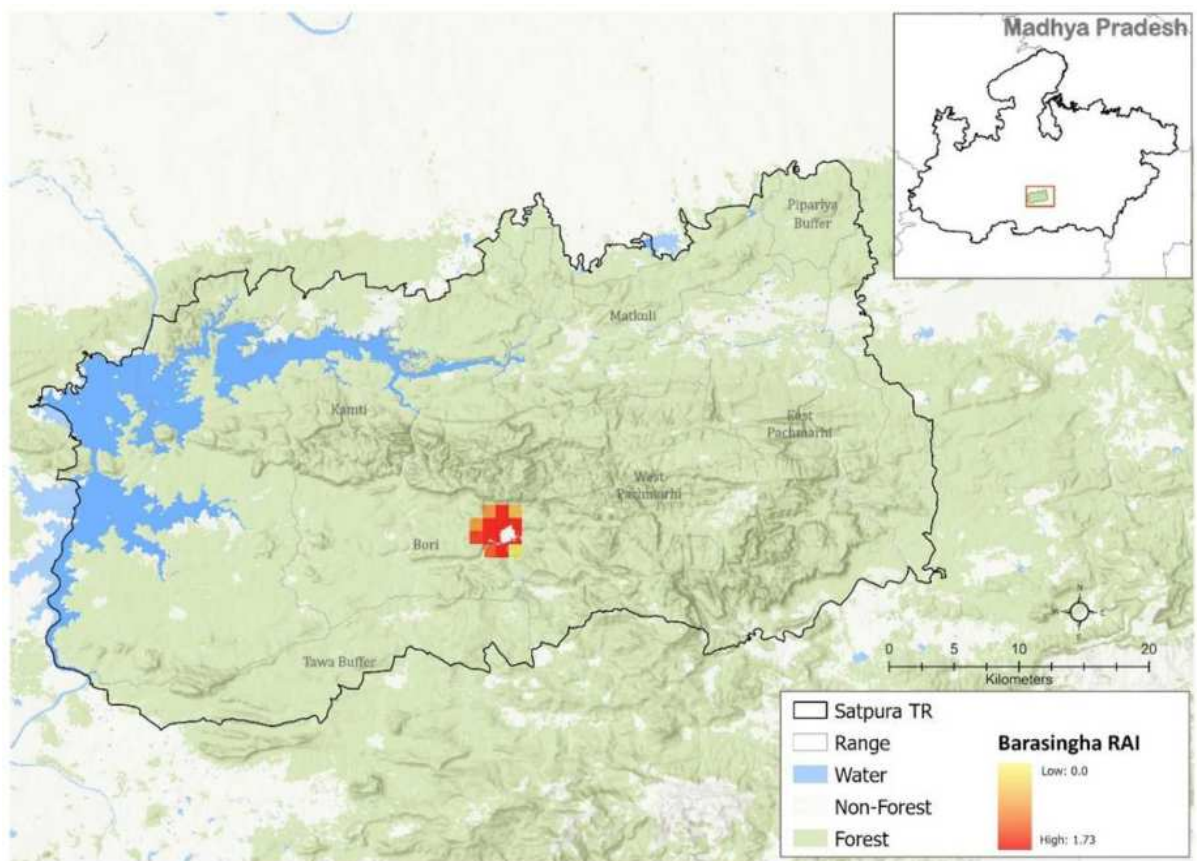 Madhya Pradesh
Pipariya
Buffer
Matkuli
Kamti
East
Pachmarhi
West
Pachmarhi
Bori
Tawa Buffer
N
0 5 10 20
Kilometers
Satpura TR
Range
Water
Non-Forest
Forest
Barasingha RAI
Low: 0.0
High: 1.73